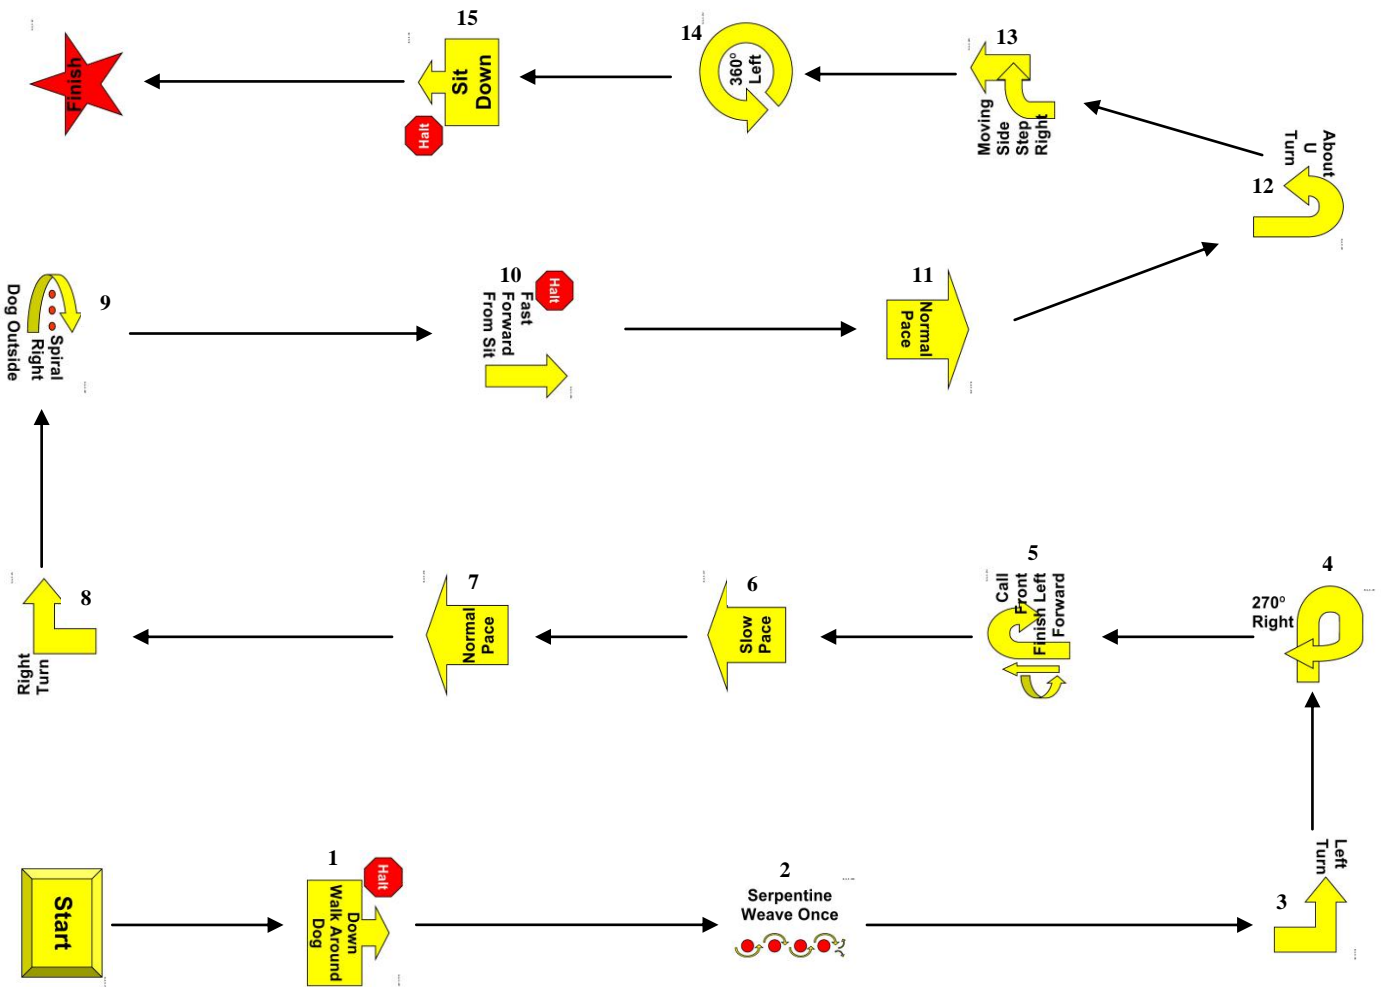 Start
1
Halt
Down
Walk Around
Dog
2
Serpentine
Weave Once
3
Left
Turn
4
270°
Right
5
Call
Front
Finish Left
Forward
6
Slow
Pace
7
Normal
Pace
8
Right
Turn
9
Spiral
Right
Dog Outside
10
Halt
Fast
Forward
From Sit
11
Normal
Pace
12
About
U
Turn
13
Moving
Side
Step
Right
14
360°
Left
15
Sit
Down
Halt
Finish